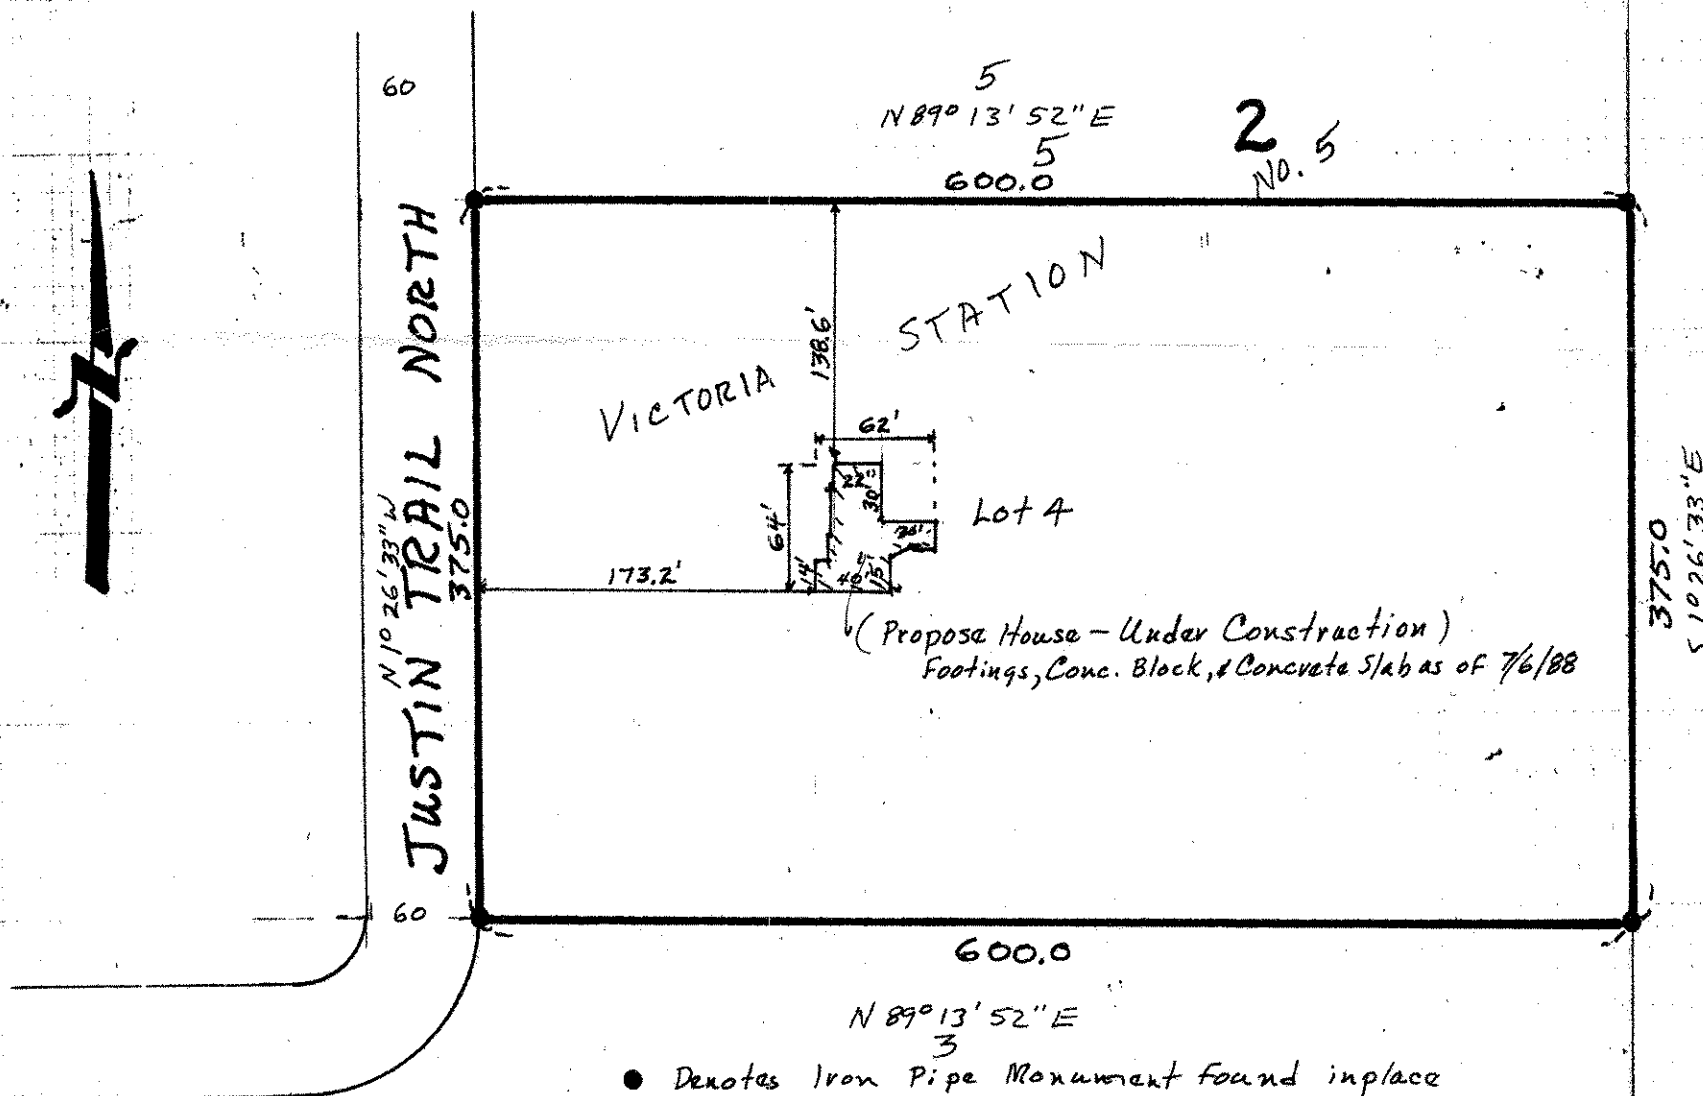 60
5
N 89° 13' 52" E
5
600.0
2
NO. 5
JUSTIN TRAIL NORTH
N 1° 26' 33" W
375.0
VICTORIA STATION
138.6'
62'
22'
30'
64'
Lot 4
26'
14'
40'
15'
173.2'
(Propose House - Under Construction)
Footings, Conc. Block, & Concrete Slab as of 7/6/88
375.0
S 1° 26' 33" E
60
600.0
N 89° 13' 52" E
3
● Denotes Iron Pipe Monument found inplace
N